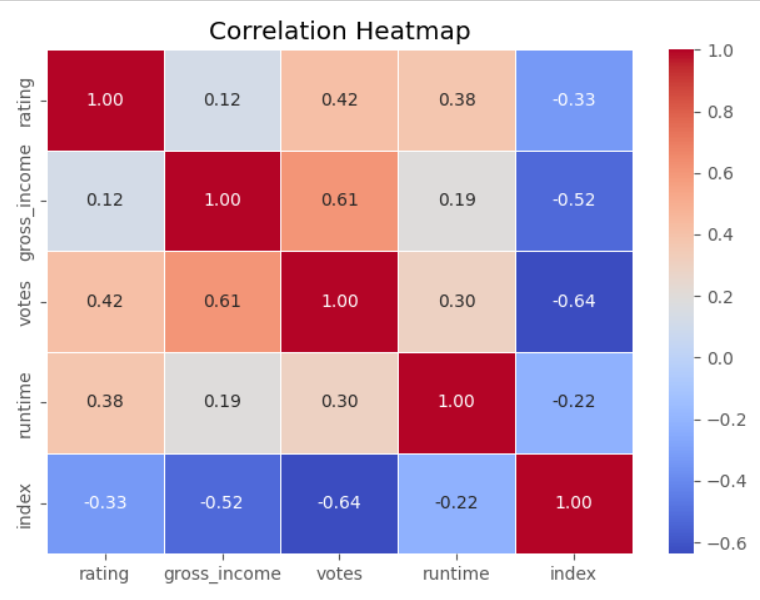 Correlation Heatmap
rating 1.00 0.12 0.42 0.38 -0.33
gross_income 0.12 1.00 0.61 0.19 -0.52
votes 0.42 0.61 1.00 0.30 -0.64
runtime 0.38 0.19 0.30 1.00 -0.22
index -0.33 -0.52 -0.64 -0.22 1.00
rating gross_income votes runtime index
1.0
0.8
0.6
0.4
0.2
0.0
−0.2
−0.4
−0.6